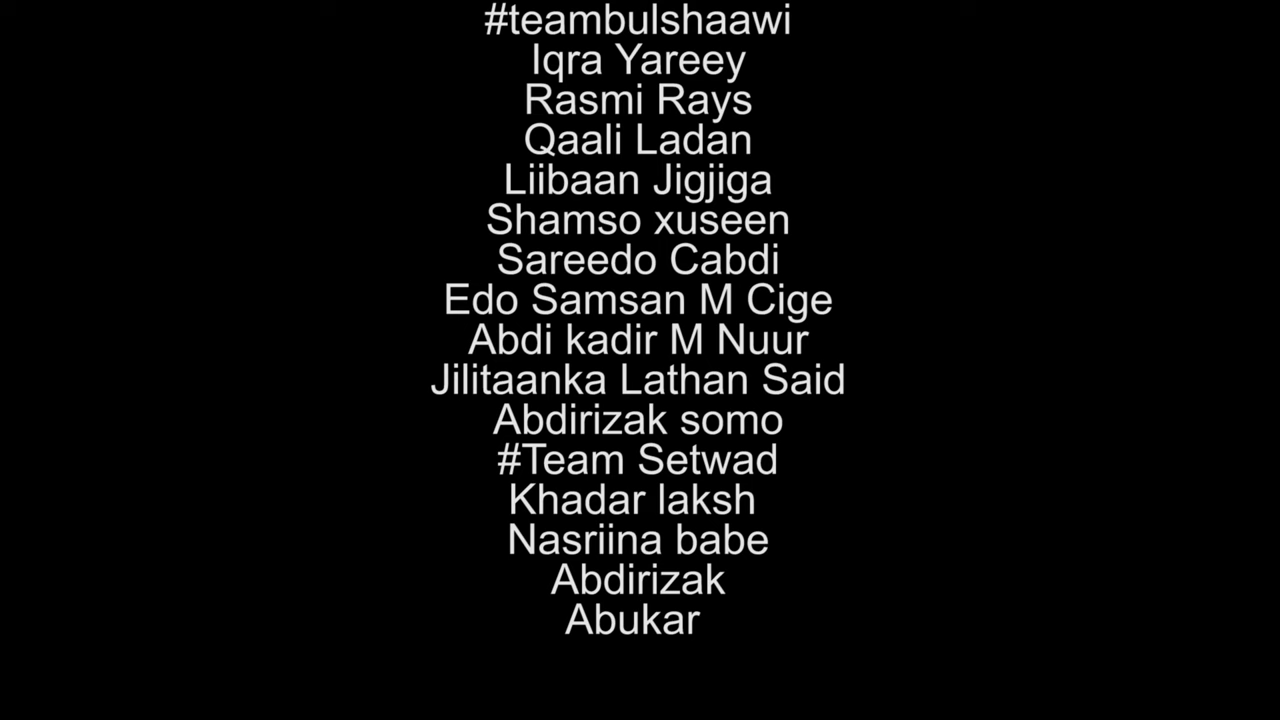 #teambulshaawi
Iqra Yareey
Rasmi Rays
Qaali Ladan
Liibaan Jigjiga
Shamso xuseen
Sareedo Cabdi
Edo Samsan M Cige
Abdi kadir M Nuur
Jilitaanka Lathan Said
Abdirizak somo
#Team Setwad
Khadar laksh
Nasriina babe
Abdirizak
Abukar